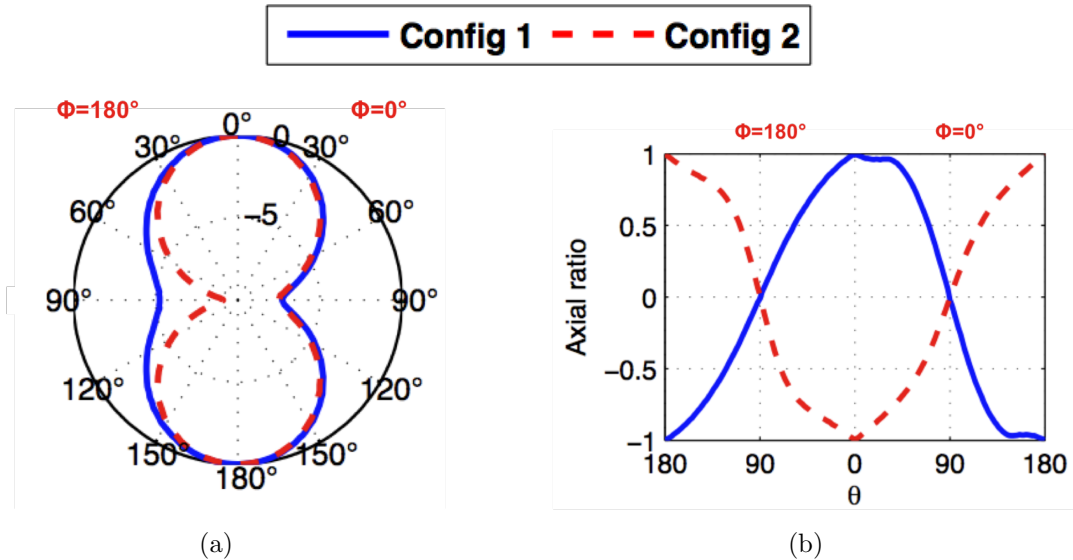 Config 1 Config 2
Φ=180° Φ=0°
0° 0
30° 30°
60° 60°
−5
90° 90°
120° 120°
150° 150°
180°
(a)
Φ=180° Φ=0°
1
0.5
0
−0.5
−1
Axial ratio
180 90 0 90 180
θ
(b)